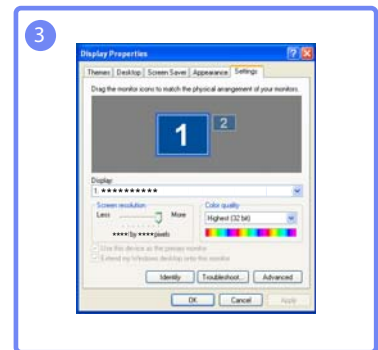 3
Display Properties
Themes Desktop Screen Saver Appearance Settings
Drag the monitor icons to match the physical arrangement of your monitors.
1 2
Display:
1. **********
Screen resolution
Less More
**** by **** pixels
Color quality
Highest (32 bit)
Use this device as the primary monitor
Extend my Windows desktop onto this monitor
Identify Troubleshoot... Advanced
OK Cancel Apply